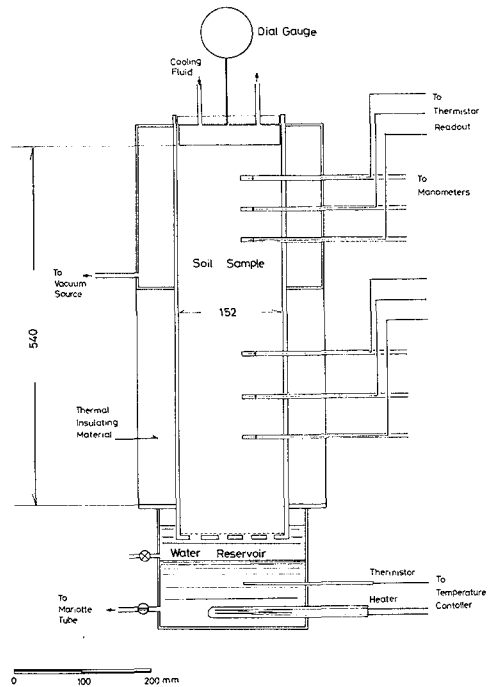 Dial Gauge
Cooling
Fluid
To
Thermistor
Readout
To
Manometers
Soil Sample
To
Vacuum
Source
152
540
Thermal
Insulating
Material
Water Reservoir
Thermistor
To
Temperature
Contoller
Heater
To
Mariotte
Tube
0 100 200 mm